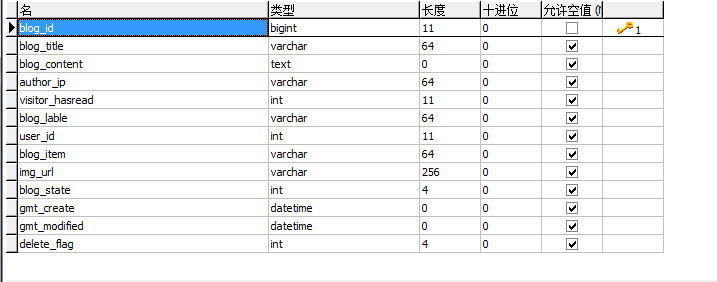 名 类型 长度 十进位 允许空值 (
blog_id bigint 11 0 1
blog_title varchar 64 0
blog_content text 0 0
author_ip varchar 64 0
visitor_hasread int 11 0
blog_lable varchar 64 0
user_id int 11 0
blog_item varchar 64 0
img_url varchar 256 0
blog_state int 4 0
gmt_create datetime 0 0
gmt_modified datetime 0 0
delete_flag int 4 0